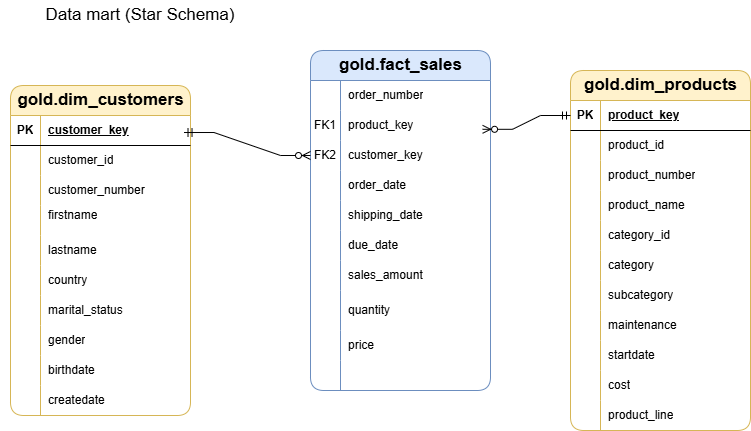 Data mart (Star Schema)
gold.dim_customers
PK customer_key
customer_id
customer_number
firstname
lastname
country
marital_status
gender
birthdate
createdate
gold.fact_sales
order_number
FK1 product_key
FK2 customer_key
order_date
shipping_date
due_date
sales_amount
quantity
price
gold.dim_products
PK product_key
product_id
product_number
product_name
category_id
category
subcategory
maintenance
startdate
cost
product_line